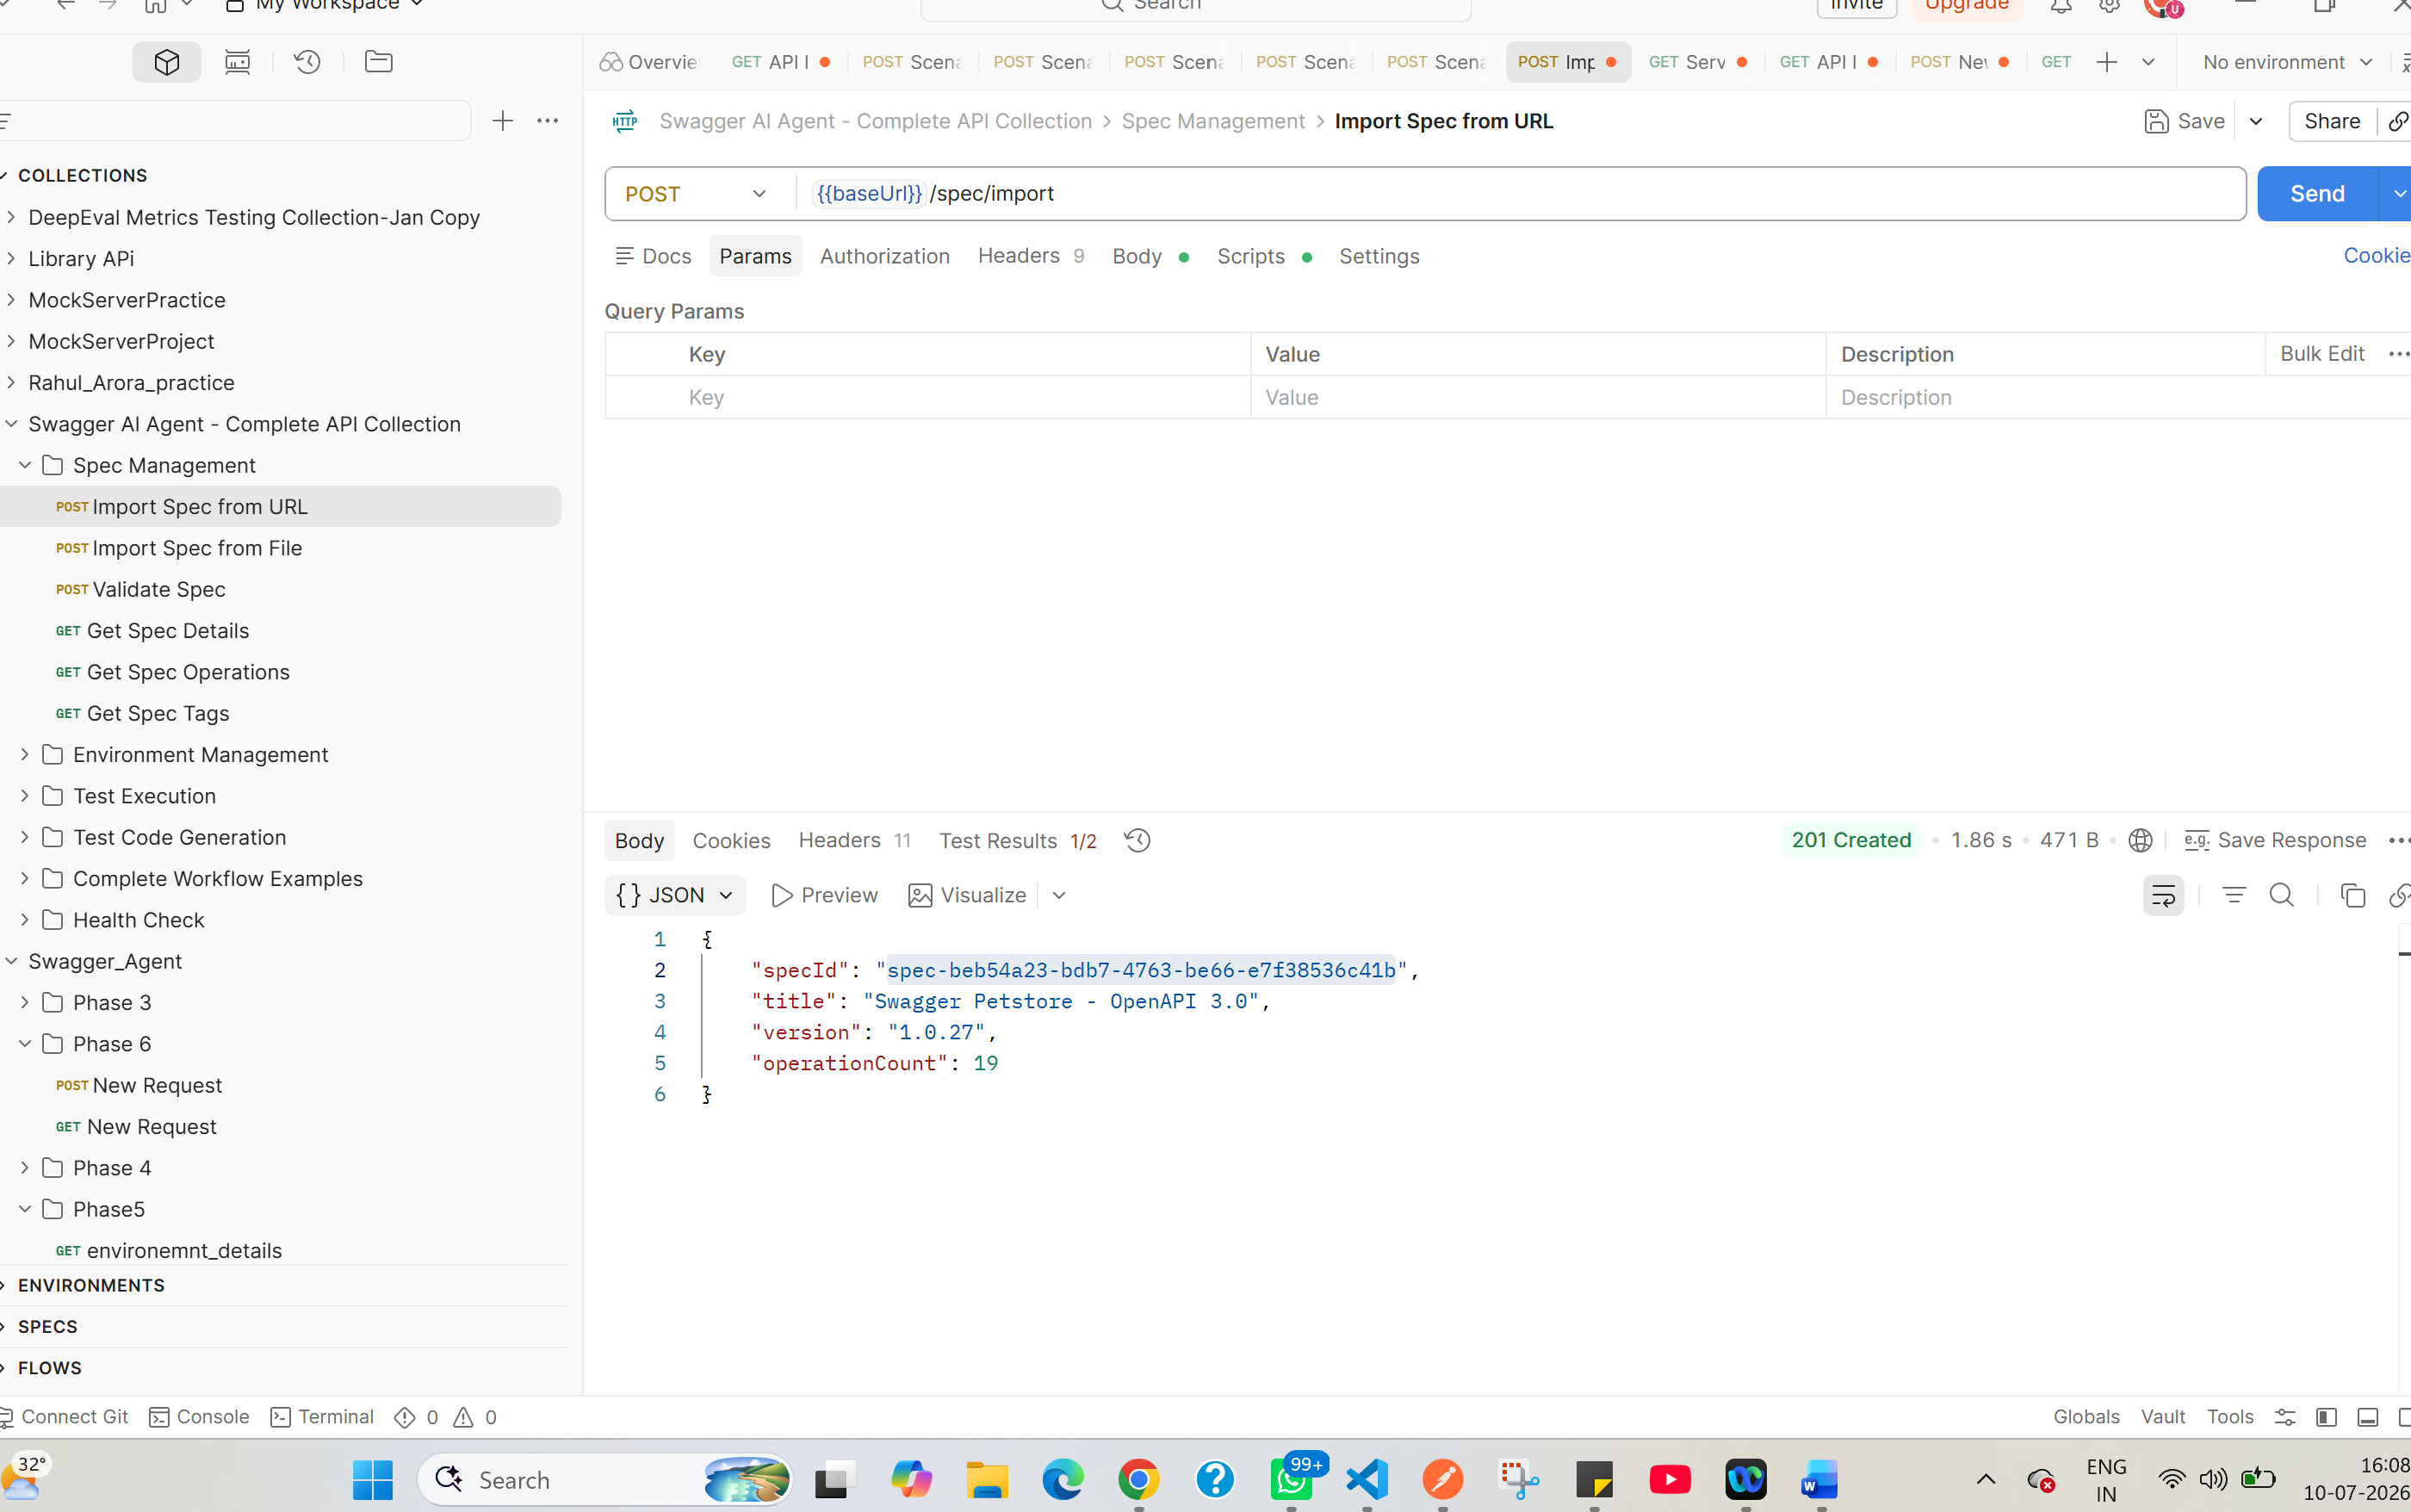 My Workspace
Search
Invite
Upgrade
U
Overvie
GET API
POST Scena
POST Scena
POST Scena
POST Scena
POST Scena
POST Imp
GET Serv
GET API
POST Nev
GET
No environment
HTTP Swagger AI Agent - Complete API Collection > Spec Management > Import Spec from URL
Save
Share
COLLECTIONS
DeepEval Metrics Testing Collection-Jan Copy
Library APi
MockServerPractice
MockServerProject
Rahul_Arora_practice
Swagger AI Agent - Complete API Collection
Spec Management
POST Import Spec from URL
POST Import Spec from File
POST Validate Spec
GET Get Spec Details
GET Get Spec Operations
GET Get Spec Tags
Environment Management
Test Execution
Test Code Generation
Complete Workflow Examples
Health Check
Swagger_Agent
Phase 3
Phase 6
POST New Request
GET New Request
Phase 4
Phase5
GET environemnt_details
ENVIRONMENTS
SPECS
FLOWS
POST
{{baseUrl}}/spec/import
Send
Docs Params Authorization Headers 9 Body Scripts Settings
Cookie
Query Params
Key Value Description Bulk Edit
Key Value Description
Body Cookies Headers 11 Test Results 1/2
201 Created 1.86 s 471 B
e.g. Save Response
{} JSON Preview Visualize
1 {
2 "specId": "spec-beb54a23-bdb7-4763-be66-e7f38536c41b",
3 "title": "Swagger Petstore - OpenAPI 3.0",
4 "version": "1.0.27",
5 "operationCount": 19
6 }
Connect Git Console Terminal 0 0
Globals Vault Tools
32°
Search
99+
ENG
IN
16:08
10-07-2026